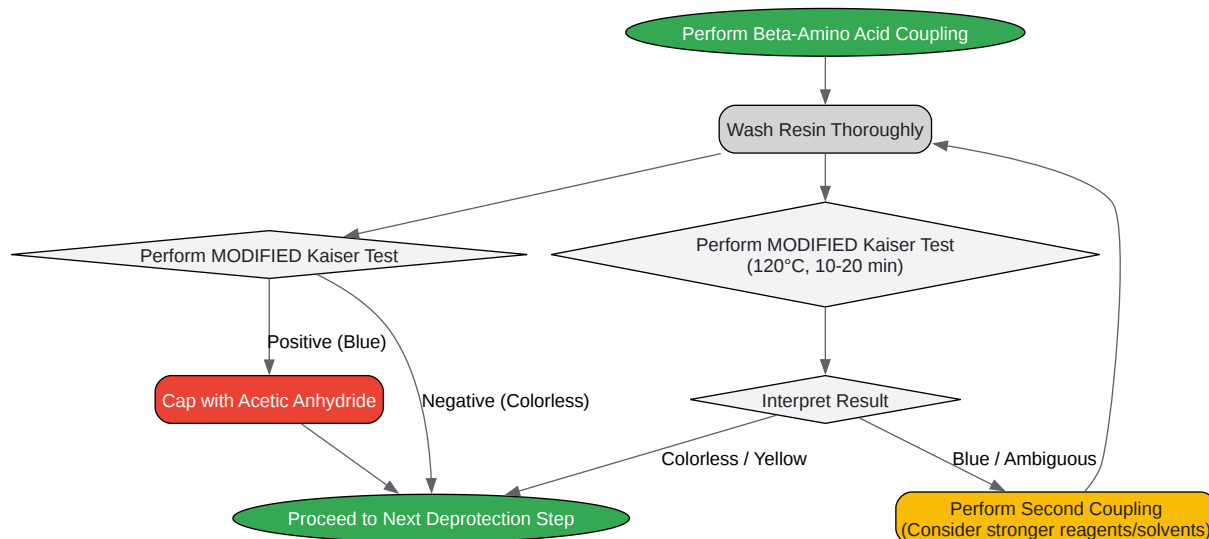 Perform Beta-Amino Acid Coupling
Wash Resin Thoroughly
Perform MODIFIED Kaiser Test
Perform MODIFIED Kaiser Test
(120°C, 10-20 min)
Positive (Blue)
Cap with Acetic Anhydride
Negative (Colorless)
Interpret Result
Colorless / Yellow
Blue / Ambiguous
Proceed to Next Deprotection Step
Perform Second Coupling
(Consider stronger reagents/solvents)